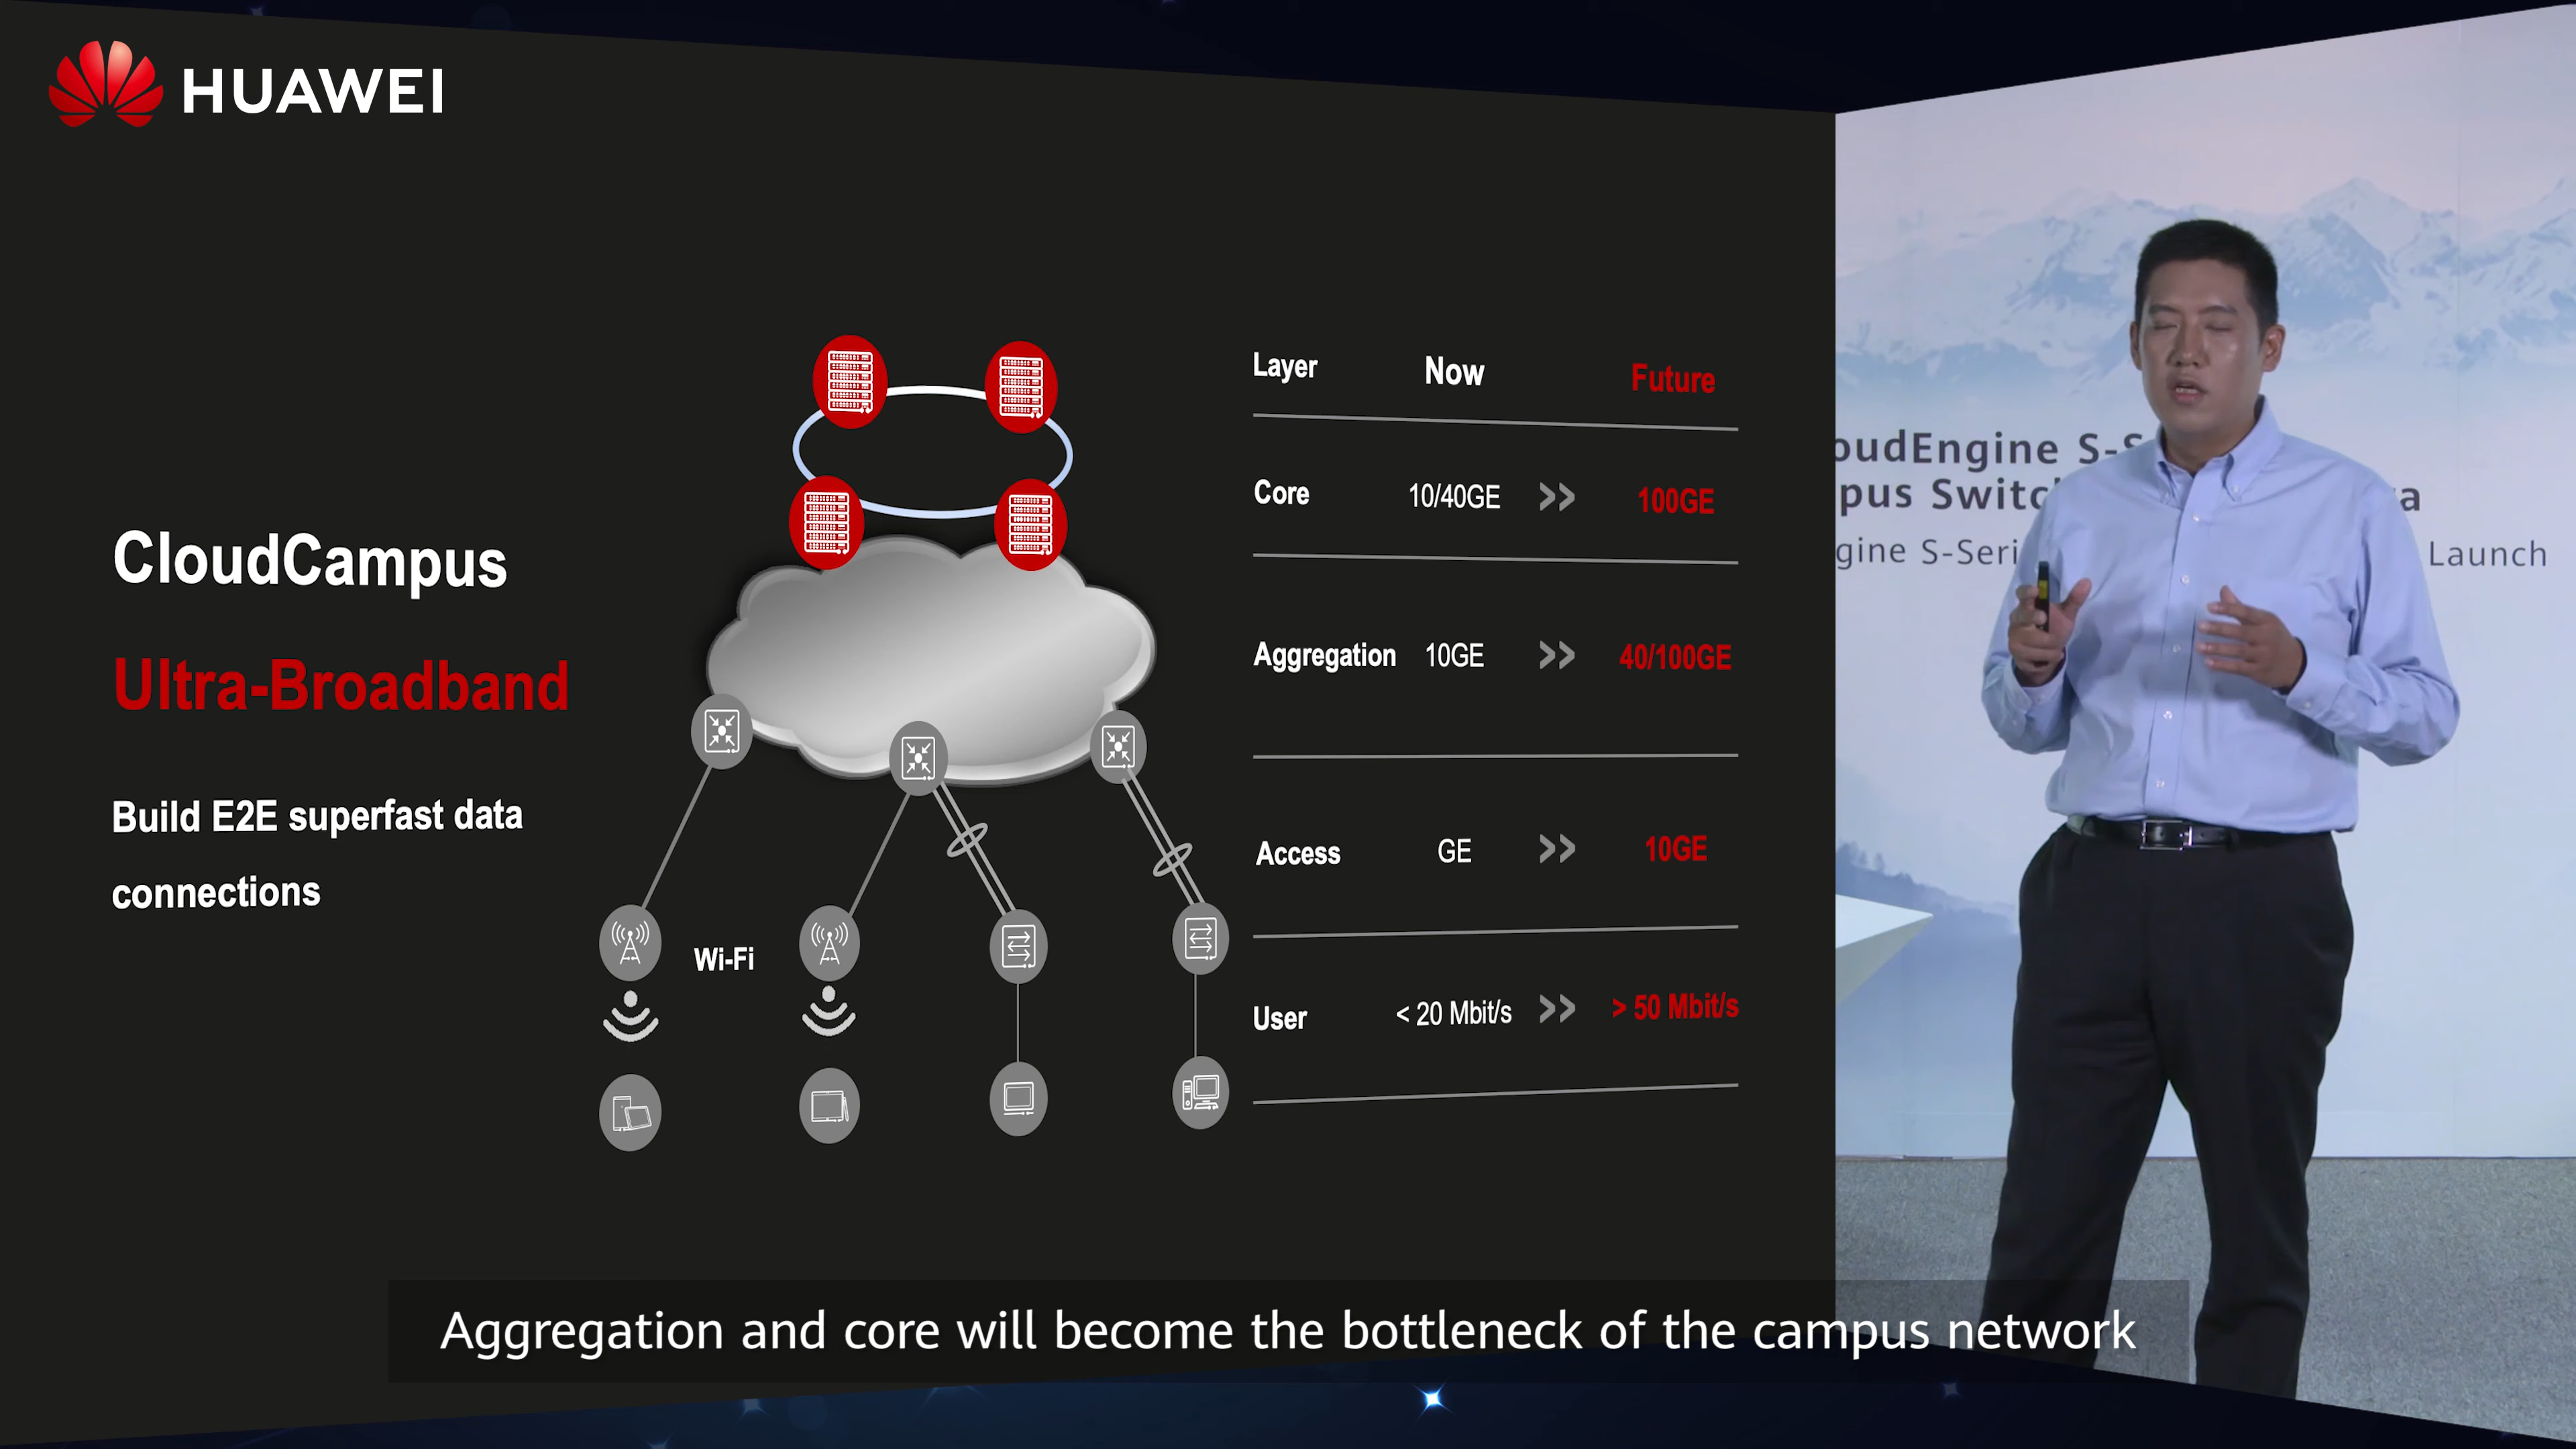 HUAWEI
CloudCampus
Ultra-Broadband
Build E2E superfast data
connections
Wi-Fi
Layer Now Future
Core 10/40GE >> 100GE
Aggregation 10GE >> 40/100GE
Access GE >> 10GE
User < 20 Mbit/s >> > 50 Mbit/s
oudEngine S-S
pus Switc a
gine S-Seri Launch
Aggregation and core will become the bottleneck of the campus network